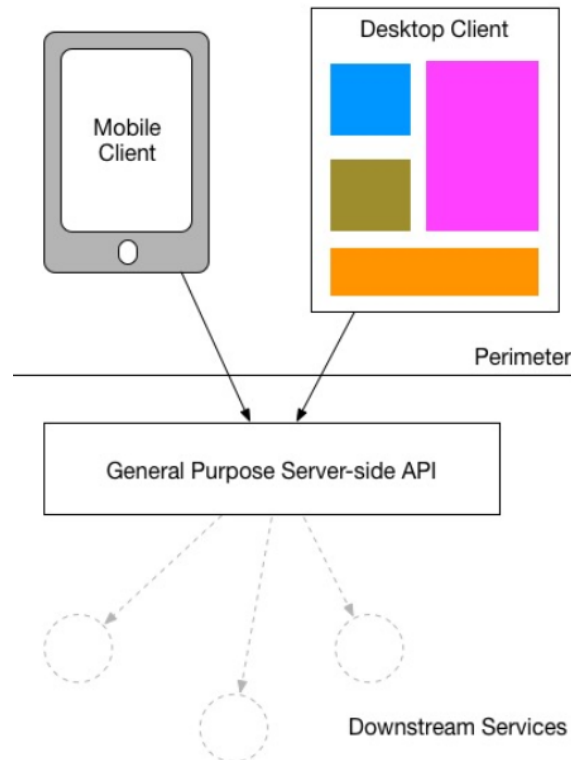 Desktop Client
Mobile
Client
Perimeter
General Purpose Server-side API
Downstream Services